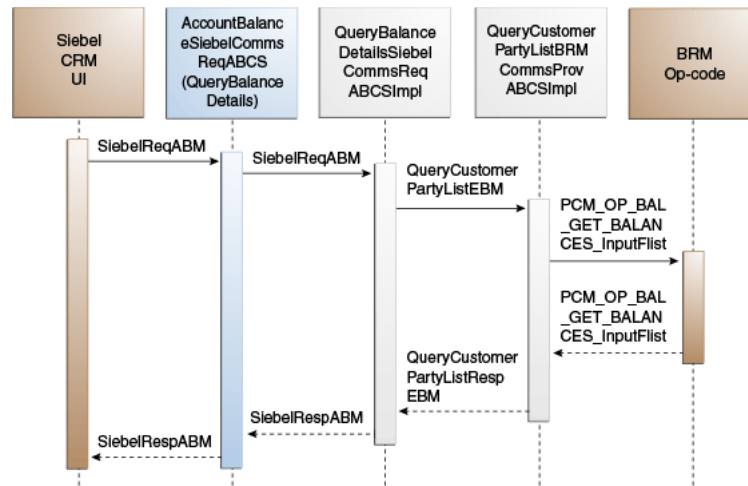 Siebel
CRM
UI
AccountBalanc
eSiebelComms
ReqABCS
(QueryBalance
Details)
QueryBalance
DetailsSiebel
CommsReq
ABCSImpl
QueryCustomer
PartyListBRM
CommsProv
ABCSImpl
BRM
Op-code
SiebelReqABM
SiebelReqABM
QueryCustomer
PartyListEBM
PCM_OP_BAL
_GET_BALAN
CES_InputFlist
PCM_OP_BAL
_GET_BALAN
CES_InputFlist
QueryCustomer
PartyListResp
EBM
SiebelRespABM
SiebelRespABM